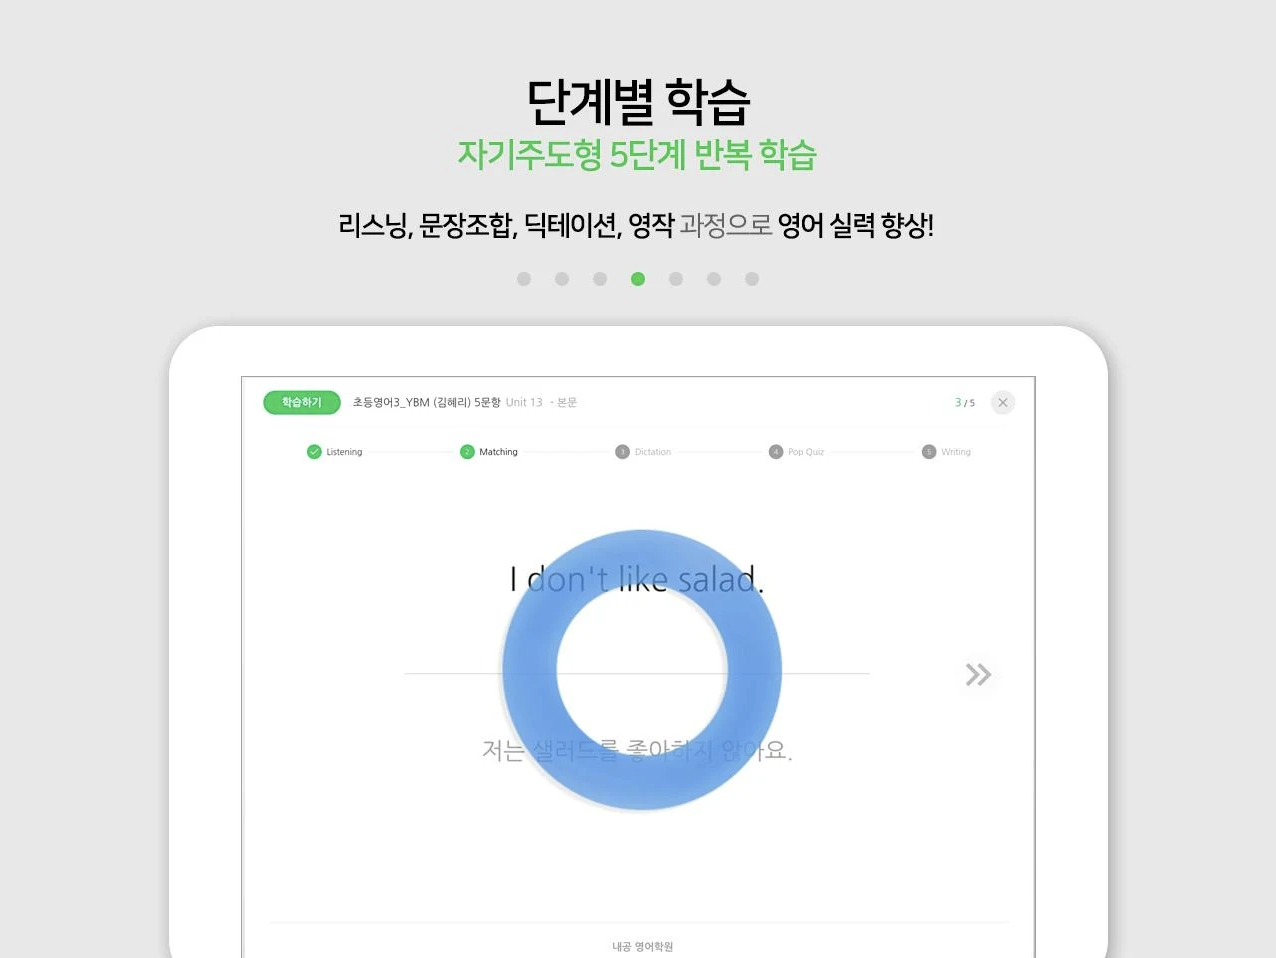 단계별 학습
자기주도형 5단계 반복 학습
리스닝, 문장조합, 딕테이션, 영작 과정으로 영어 실력 향상!
학습하기 초등영어3_YBM (김혜리) 5문항 Unit 13 - 본문 3 / 5
Listening 2 Matching 3 Dictation 4 Pop Quiz 5 Writing
I don't like salad.
저는 샐러드를 좋아하지 않아요.
내공 영어학원